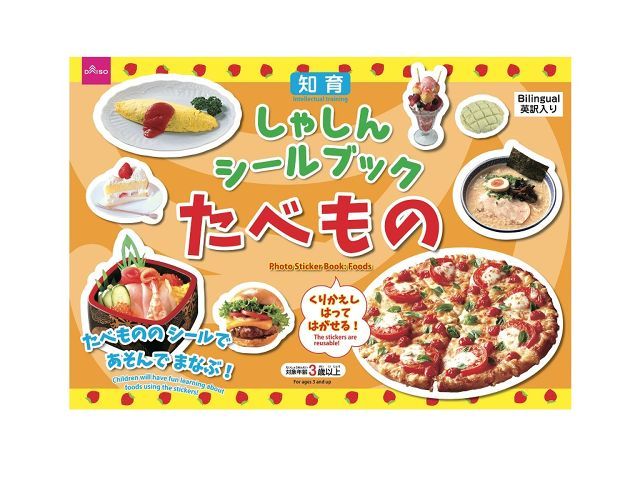 DAISO
知育
Intellectual training
しゃしん
シールブック
たべもの
Photo Sticker Book: Foods
Bilingual
英訳入り
くりかえし
はって
はがせる!
The stickers are
reusable!
たべもののシールで
あそんで まなぶ!
Children will have fun learning about
foods using the stickers!
対象年齢3歳以上
For ages 3 and up